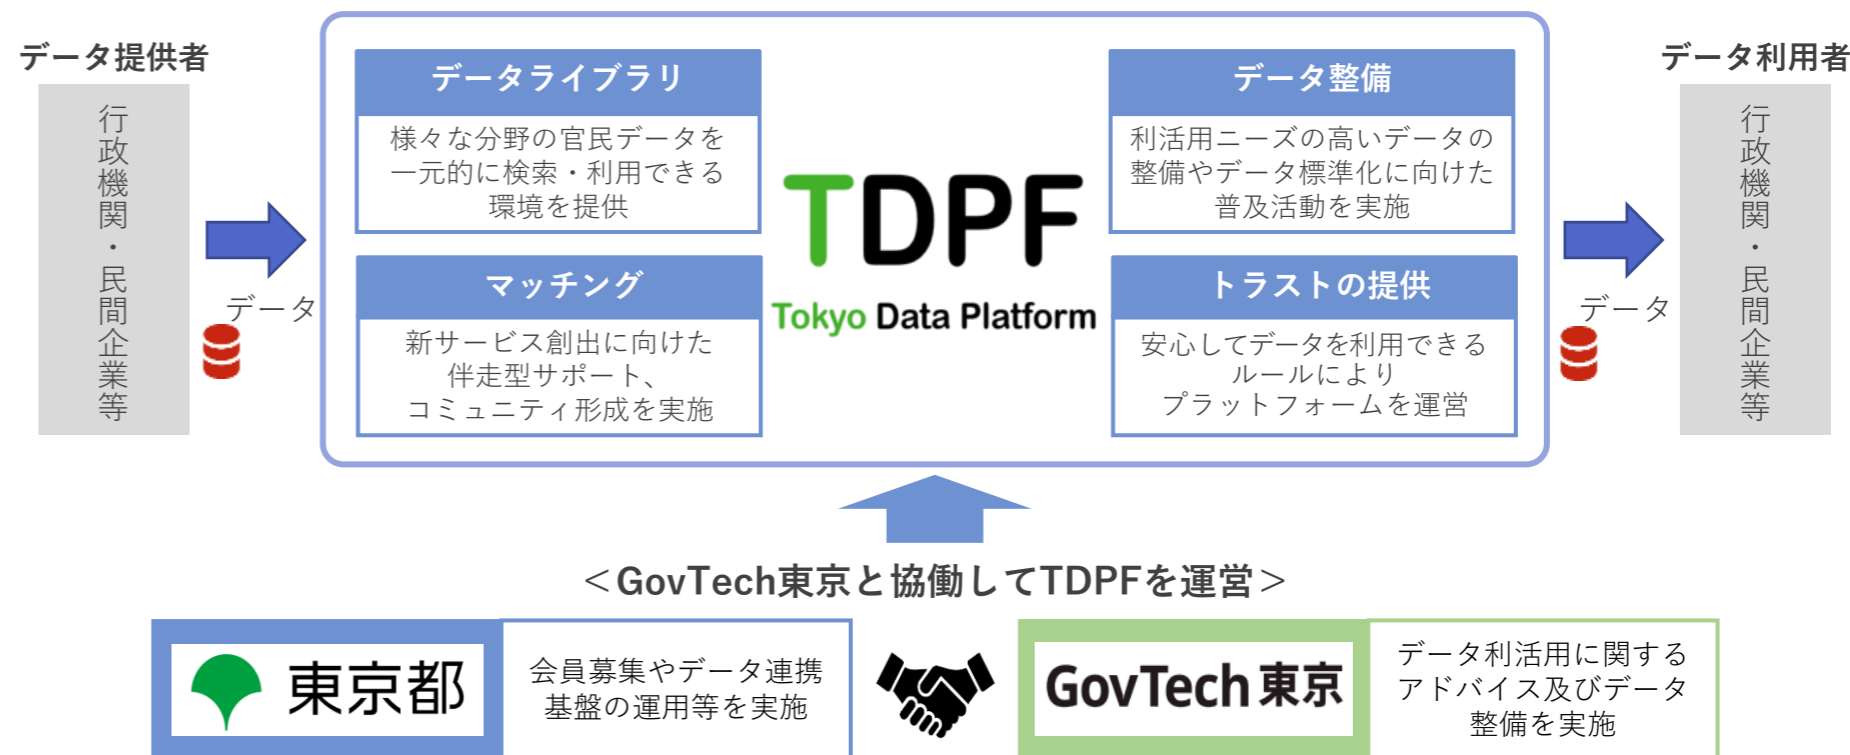 データ提供者
行政機関・民間企業等
データ
データライブラリ
様々な分野の官民データを
一元的に検索・利用できる
環境を提供
マッチング
新サービス創出に向けた
伴走型サポート、
コミュニティ形成を実施
TDPF
Tokyo Data Platform
データ整備
利活用ニーズの高いデータの
整備やデータ標準化に向けた
普及活動を実施
トラストの提供
安心してデータを利用できる
ルールにより
プラットフォームを運営
データ
データ利用者
行政機関・民間企業等
＜GovTech東京と協働してTDPFを運営＞
東京都
会員募集やデータ連携
基盤の運用等を実施
GovTech東京
データ利活用に関する
アドバイス及びデータ
整備を実施